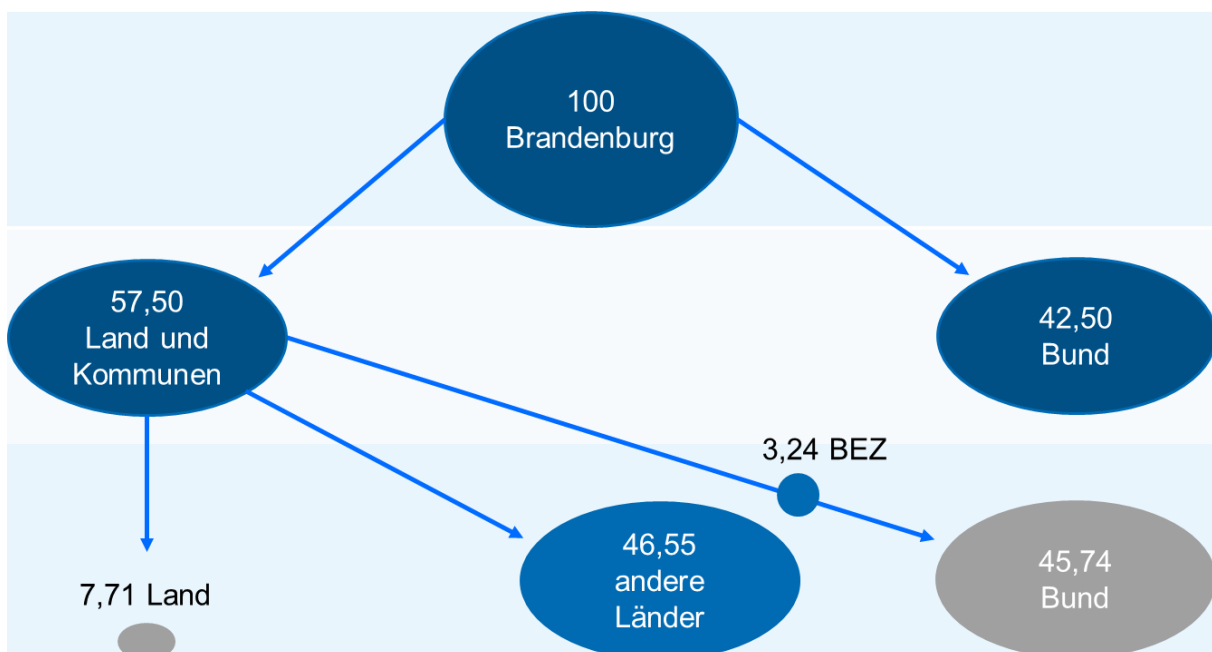 100
Brandenburg
57,50
Land und
Kommunen
42,50
Bund
3,24 BEZ
7,71 Land
46,55
andere
Länder
45,74
Bund